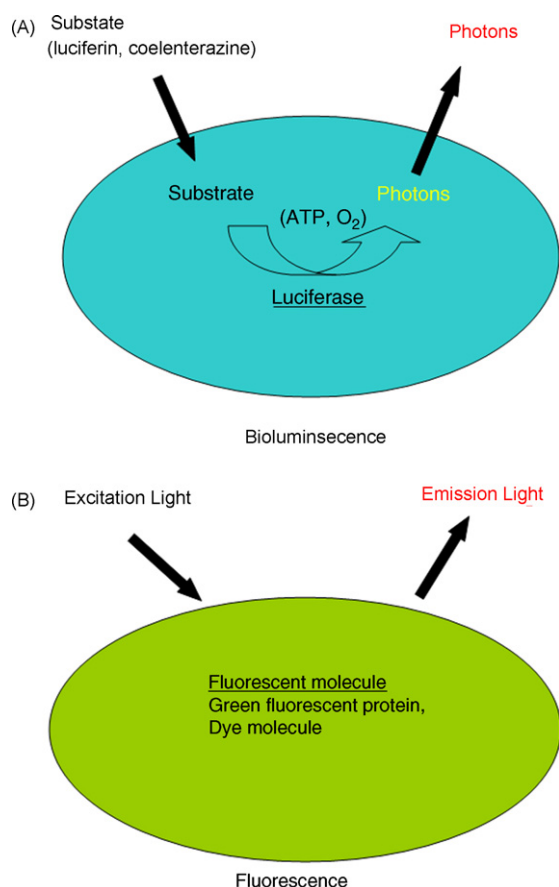 (A)
Substate
(luciferin, coelenterazine)
Photons
Substrate
Photons
(ATP, O₂)
Luciferase
Bioluminsecence
(B)
Excitation Light
Emission Light
Fluorescent molecule
Green fluorescent protein,
Dye molecule
Fluorescence